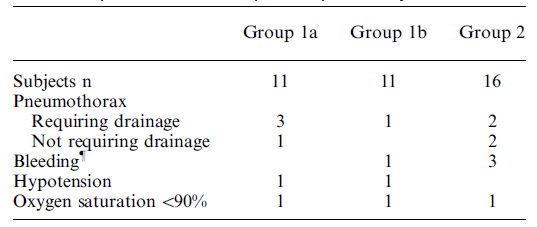 Group 1a Group 1b Group 2
Subjects n 11 11 16
Pneumothorax
Requiring drainage 3 1 2
Not requiring drainage 1 2
Bleeding¶ 1 3
Hypotension 1 1
Oxygen saturation <90% 1 1 1